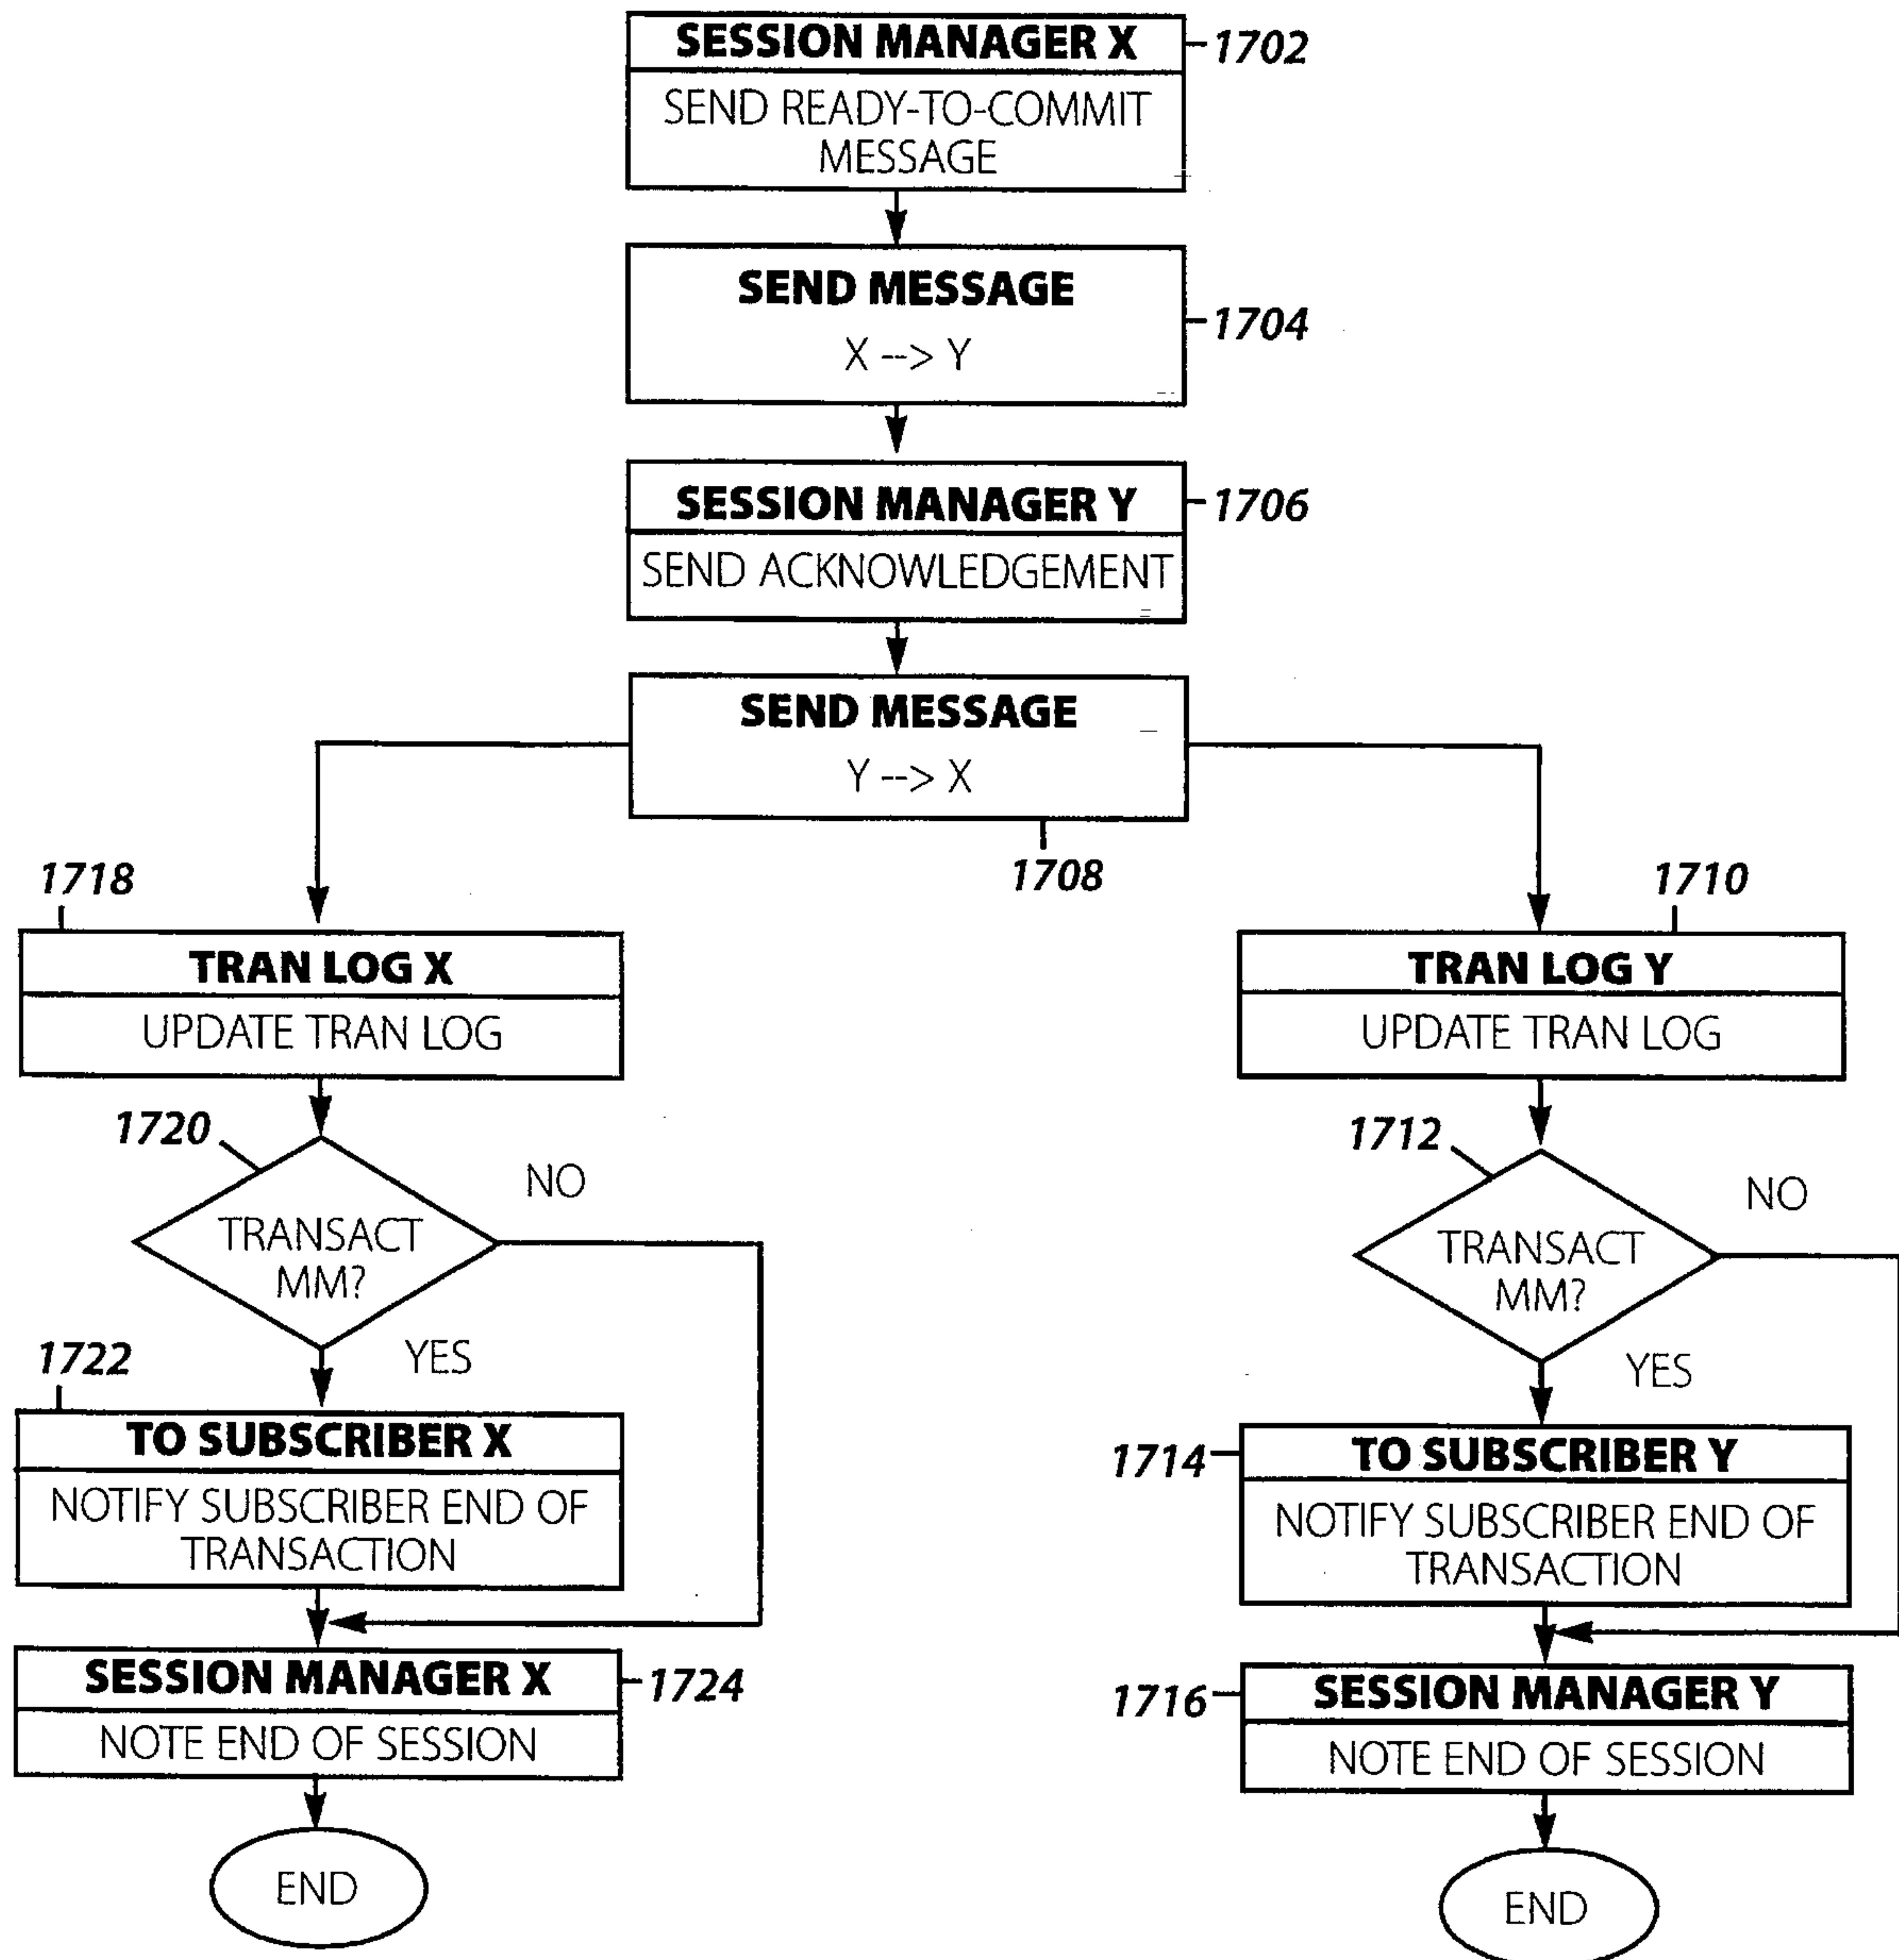 SESSION MANAGER X
1702
SEND READY-TO-COMMIT
MESSAGE
SEND MESSAGE
1704
X --> Y
SESSION MANAGER Y
1706
SEND ACKNOWLEDGEMENT
SEND MESSAGE
Y --> X
1708
1718
TRAN LOG X
UPDATE TRAN LOG
1720
NO
TRANSACT
MM?
YES
1722
TO SUBSCRIBER X
NOTIFY SUBSCRIBER END OF
TRANSACTION
SESSION MANAGER X
1724
NOTE END OF SESSION
END
1710
TRAN LOG Y
UPDATE TRAN LOG
1712
NO
TRANSACT
MM?
YES
1714
TO SUBSCRIBER Y
NOTIFY SUBSCRIBER END OF
TRANSACTION
1716
SESSION MANAGER Y
NOTE END OF SESSION
END